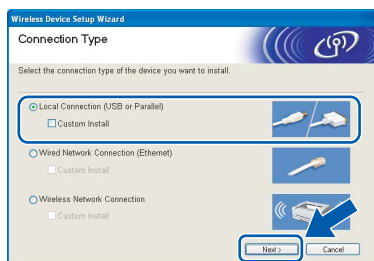 Wireless Device Setup Wizard
Connection Type
Select the connection type of the device you want to install.
Local Connection (USB or Parallel)
Custom Install
Wired Network Connection (Ethernet)
Custom Install
Wireless Network Connection
Custom Install
Next >
Cancel